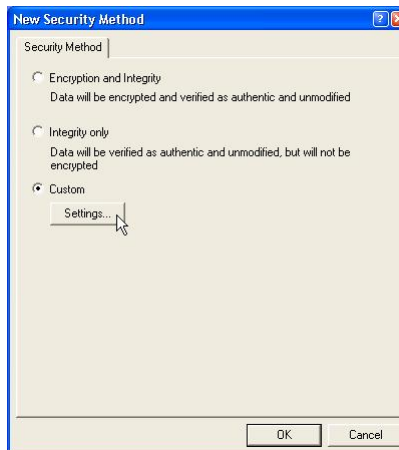 New Security Method
Security Method
Encryption and Integrity
Data will be encrypted and verified as authentic and unmodified
Integrity only
Data will be verified as authentic and unmodified, but will not be
encrypted
Custom
Settings...
OK
Cancel